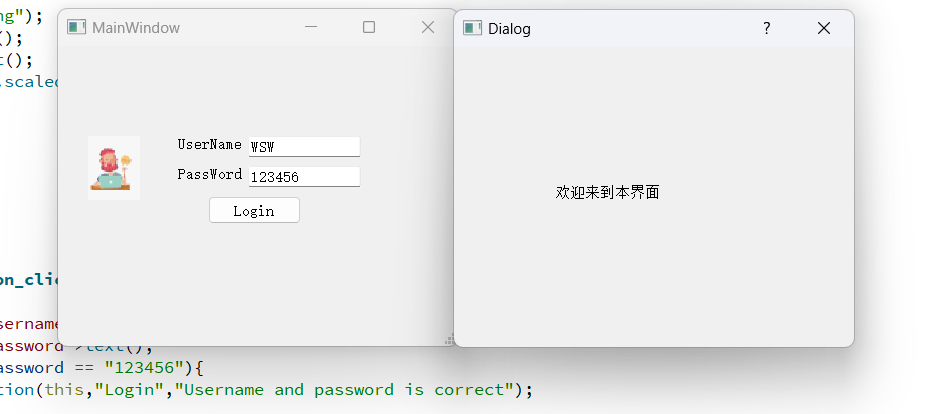 ng");
MainWindow
Dialog
?
();
t();
.scaled
UserName WSW
PassWord 123456
Login
欢迎来到本界面
on_clic
sername
assword text();
assword == "123456"){
tion(this,"Login","Username and password is correct");